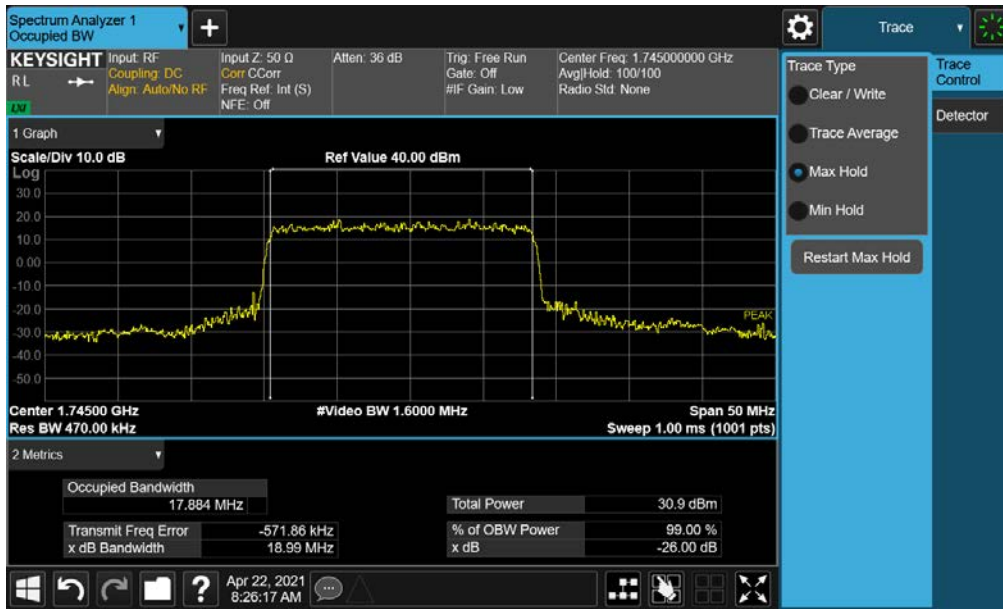 Spectrum Analyzer 1
Occupied BW
+
Trace
KEYSIGHT
RL
LXI
Input: RF
Coupling: DC
Align: Auto/No RF
Input Z: 50 Ω
Corr CCorr
Freq Ref: Int (S)
NFE: Off
Atten: 36 dB
Trig: Free Run
Gate: Off
#IF Gain: Low
Center Freq: 1.745000000 GHz
Avg|Hold: 100/100
Radio Std: None
Trace Type
Clear / Write
Trace Average
Max Hold
Min Hold
Restart Max Hold
Trace
Control
Detector
1 Graph
Scale/Div 10.0 dB
Ref Value 40.00 dBm
Log
30.0
20.0
10.0
0.00
-10.0
-20.0
-30.0
-40.0
-50.0
PEAK
Center 1.74500 GHz
#Video BW 1.6000 MHz
Span 50 MHz
Res BW 470.00 kHz
Sweep 1.00 ms (1001 pts)
2 Metrics
Occupied Bandwidth
17.884 MHz
Total Power 30.9 dBm
Transmit Freq Error -571.86 kHz
% of OBW Power 99.00 %
x dB Bandwidth 18.99 MHz
x dB -26.00 dB
?
Apr 22, 2021
8:26:17 AM